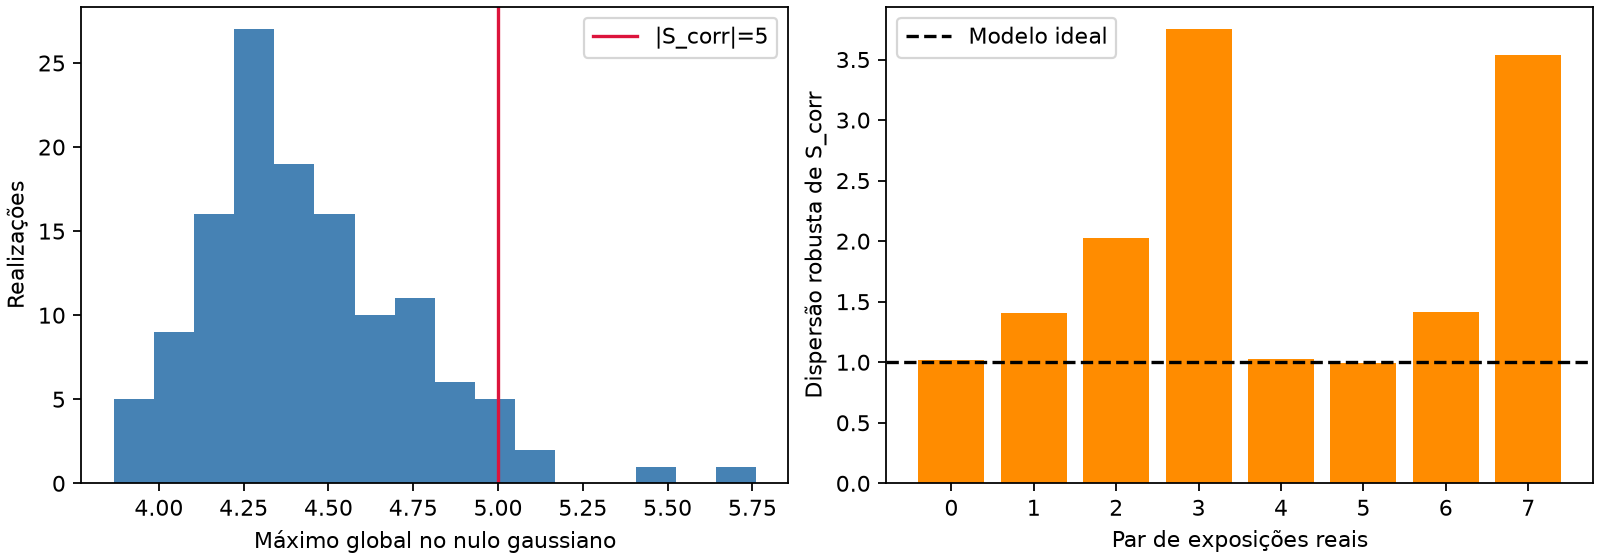 |S_corr|=5
Realizações
25
20
15
10
5
0
4.00 4.25 4.50 4.75 5.00 5.25 5.50 5.75
Máximo global no nulo gaussiano
Modelo ideal
Dispersão robusta de S_corr
3.5
3.0
2.5
2.0
1.5
1.0
0.5
0.0
0 1 2 3 4 5 6 7
Par de exposições reais